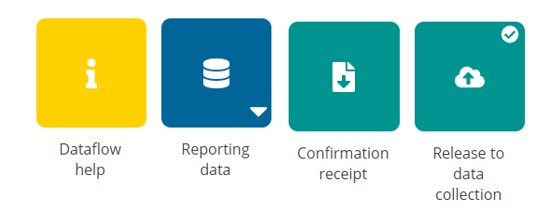 Dataflow
help
Reporting
data
Confirmation
receipt
Release to
data
collection